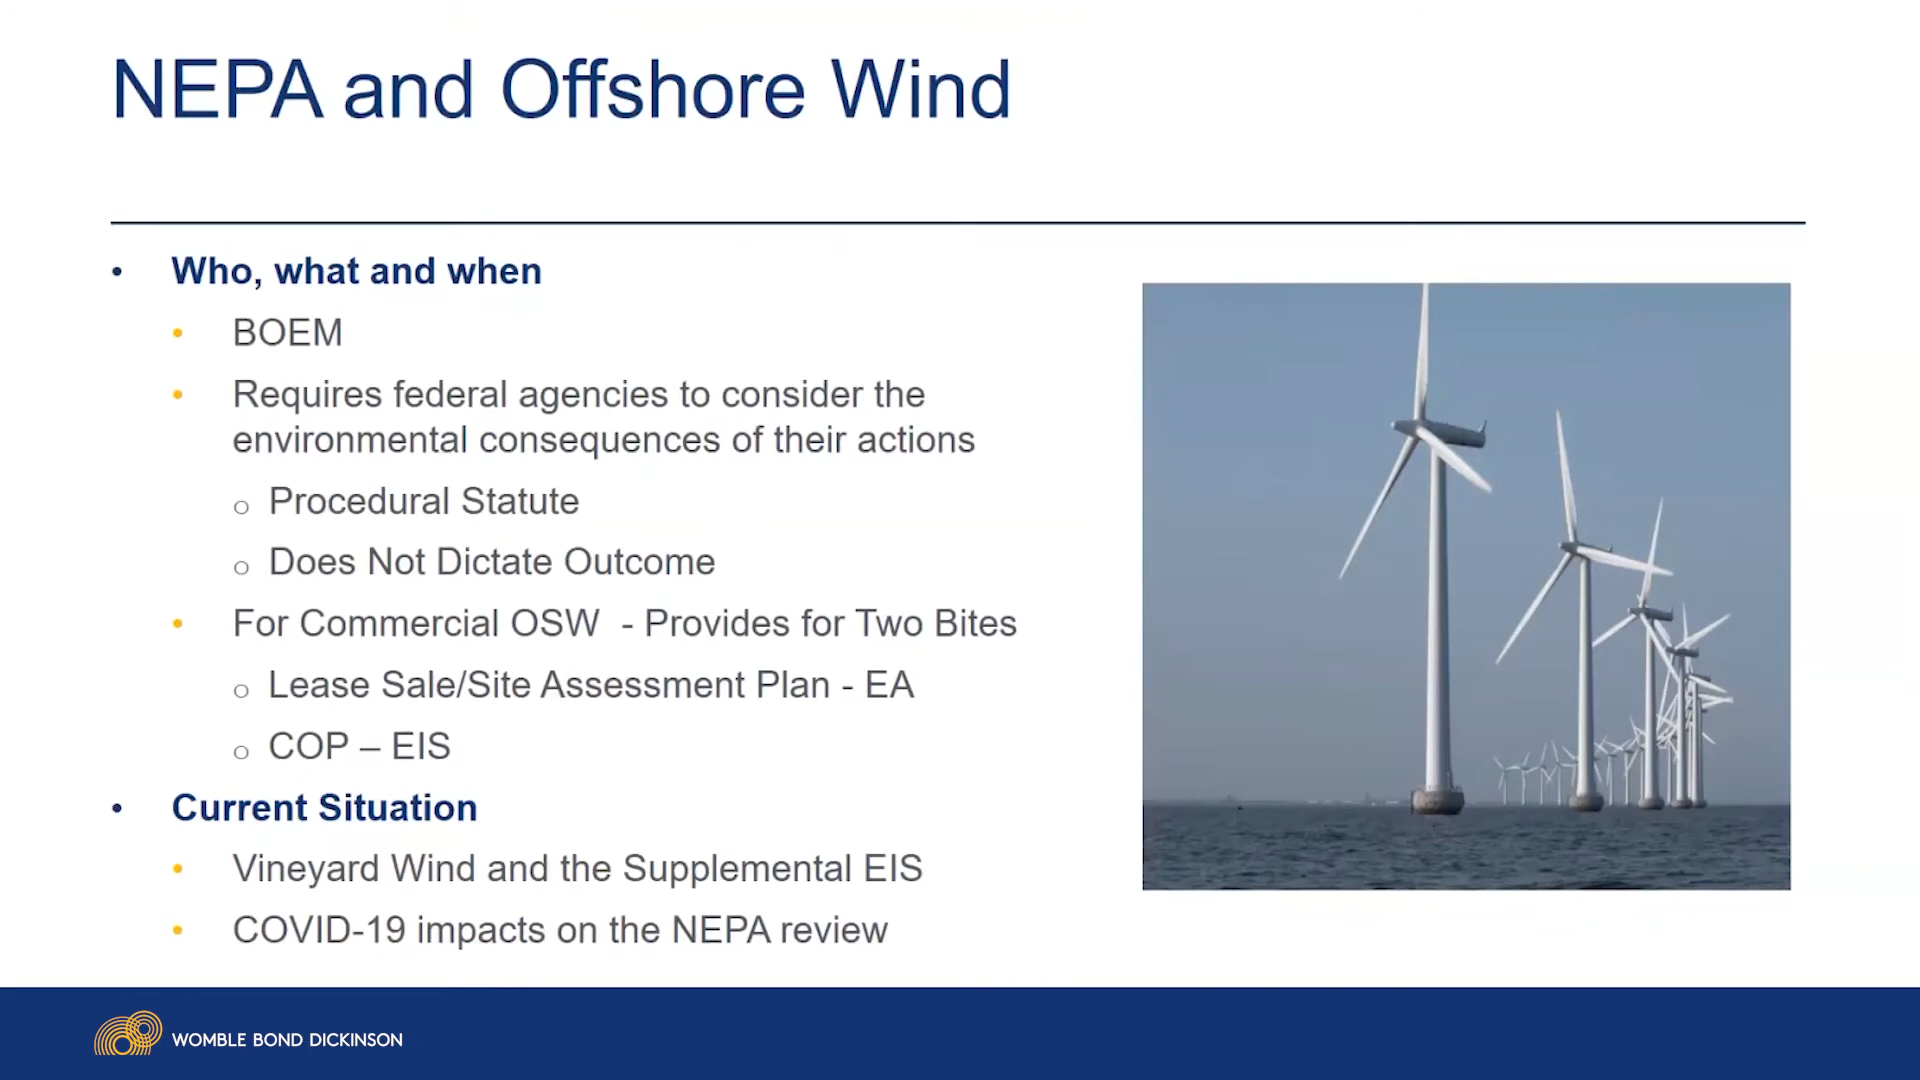 NEPA and Offshore Wind
• Who, what and when
• BOEM
• Requires federal agencies to consider the
environmental consequences of their actions
o Procedural Statute
o Does Not Dictate Outcome
• For Commercial OSW  - Provides for Two Bites
o Lease Sale/Site Assessment Plan - EA
o COP – EIS
• Current Situation
• Vineyard Wind and the Supplemental EIS
• COVID-19 impacts on the NEPA review
WOMBLE BOND DICKINSON